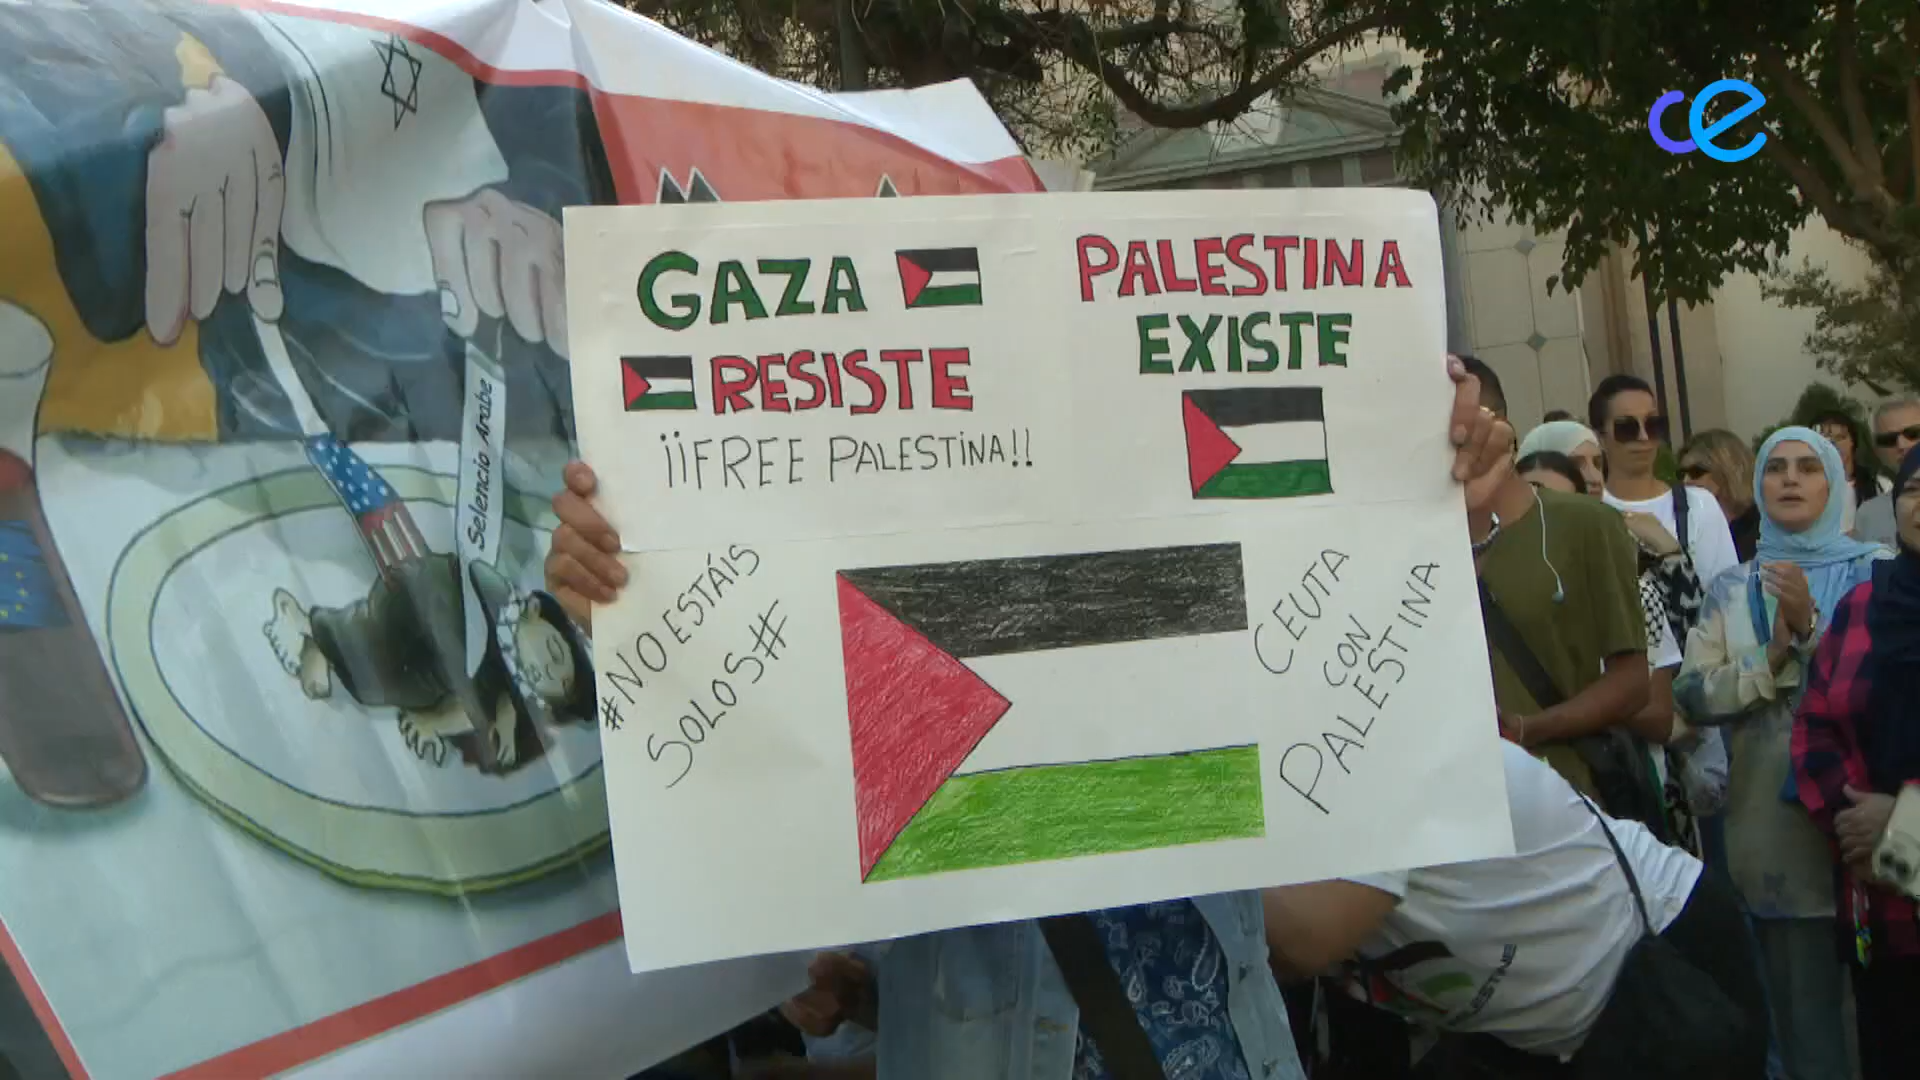 GAZA
RESISTE
¡¡FREE PALESTINA!!
PALESTINA
EXISTE
#NO ESTÁIS
SOLOS#
CEUTA
CON
PALESTINA
Selencio Arabe
ce